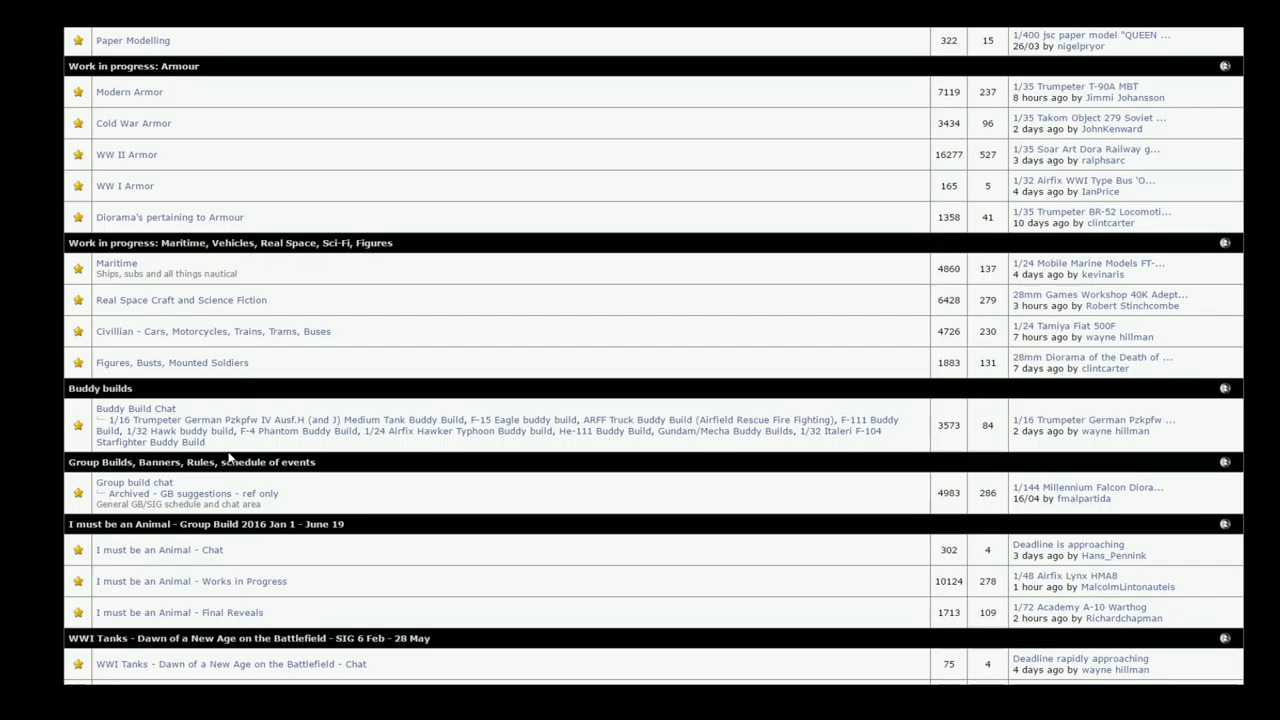 Paper Modelling 322 15 1/400 jsc paper model "QUEEN ...
26/03 by nigelpryor
Work in progress: Armour
Modern Armor 7119 237 1/35 Trumpeter T-90A MBT
8 hours ago by Jimmi Johansson
Cold War Armor 3434 96 1/35 Takom Object 279 Soviet ...
2 days ago by JohnKenward
WW II Armor 16277 527 1/35 Soar Art Dora Railway g...
3 days ago by ralphsarc
WW I Armor 165 5 1/32 Airfix WWI Type Bus 'O...
4 days ago by IanPrice
Diorama's pertaining to Armour 1358 41 1/35 Trumpeter BR-52 Locomoti...
10 days ago by clintcarter
Work in progress: Maritime, Vehicles, Real Space, Sci-Fi, Figures
Maritime 4860 137 1/24 Mobile Marine Models FT-...
Ships, subs and all things nautical 4 days ago by kevinaris
Real Space Craft and Science Fiction 6428 279 28mm Games Workshop 40K Adept...
3 hours ago by Robert Stinchcombe
Civillian - Cars, Motorcycles, Trains, Trams, Buses 4726 230 1/24 Tamiya Fiat 500F
7 hours ago by wayne hillman
Figures, Busts, Mounted Soldiers 1883 131 28mm Diorama of the Death of ...
7 days ago by clintcarter
Buddy builds
Buddy Build Chat
1/16 Trumpeter German Pzkpfw IV Ausf.H (and J) Medium Tank Buddy Build, F-15 Eagle buddy build, ARFF Truck Buddy Build (Airfield Rescue Fire Fighting), F-111 Buddy 3573 84 1/16 Trumpeter German Pzkpfw ...
Build, 1/32 Hawk buddy build, F-4 Phantom Buddy Build, 1/24 Airfix Hawker Typhoon Buddy build, He-111 Buddy Build, Gundam/Mecha Buddy Builds, 1/32 Italeri F-104 2 days ago by wayne hillman
Starfighter Buddy Build
Group Builds, Banners, Rules, schedule of events
Group build chat 4983 286 1/144 Millennium Falcon Diora...
Archived - GB suggestions - ref only 16/04 by fmalpartida
General GB/SIG schedule and chat area
I must be an Animal - Group Build 2016 Jan 1 - June 19
I must be an Animal - Chat 302 4 Deadline is approaching
3 days ago by Hans_Pennink
I must be an Animal - Works in Progress 10124 278 1/48 Airfix Lynx HMA8
1 hour ago by MalcolmLintonauteis
I must be an Animal - Final Reveals 1713 109 1/72 Academy A-10 Warthog
2 hours ago by Richardchapman
WWI Tanks - Dawn of a New Age on the Battlefield - SIG 6 Feb - 28 May
WWI Tanks - Dawn of a New Age on the Battlefield - Chat 75 4 Deadline rapidly approaching
4 days ago by wayne hillman